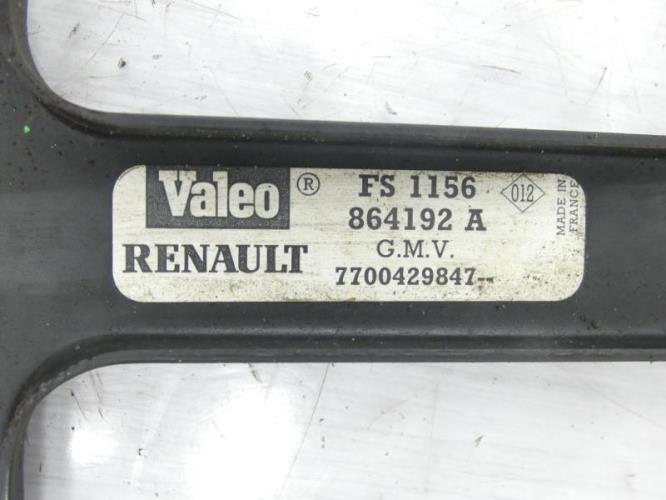 Valeo ® FS 1156
864192 A
RENAULT G.M.V.
7700429847--
012
MADE IN
FRANCE